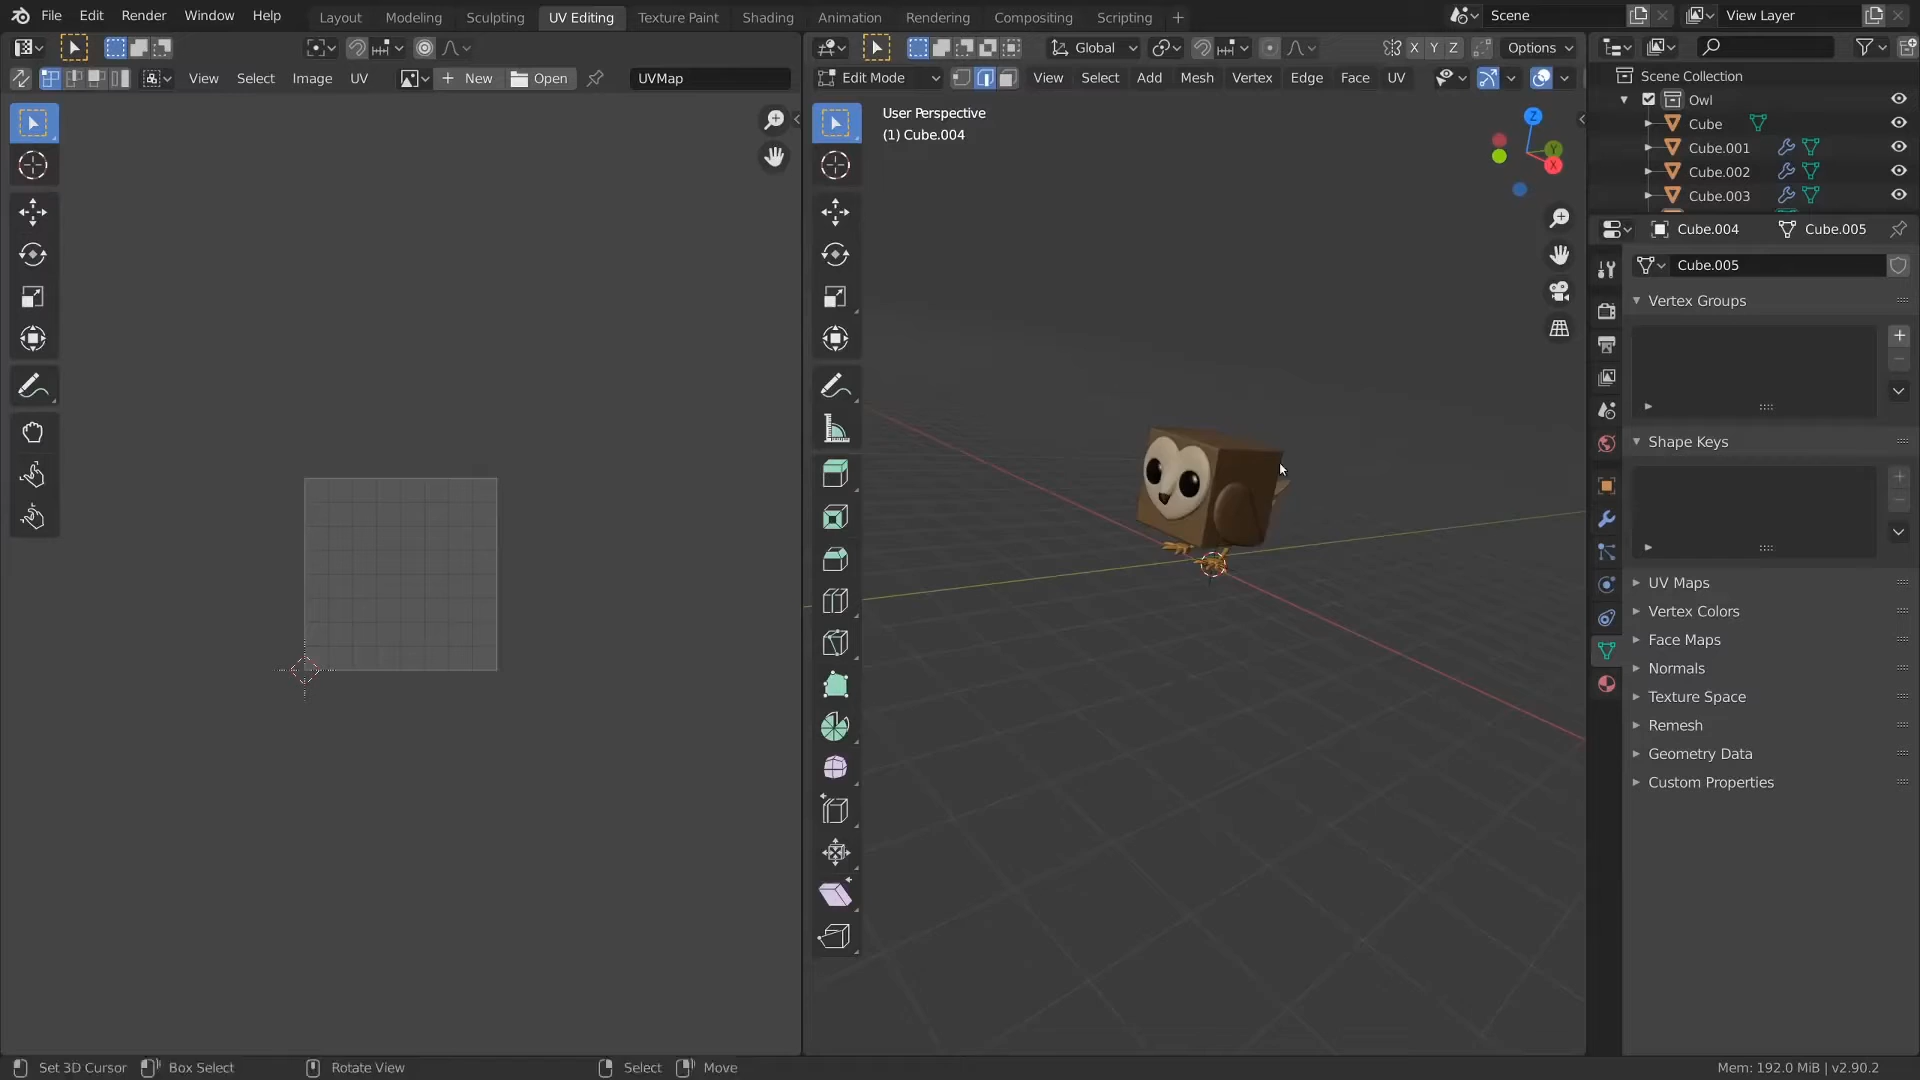 File Edit Render Window Help Layout Modeling Sculpting UV Editing Texture Paint Shading Animation Rendering Compositing Scripting + Scene View Layer
Global X Y Z Options
View Select Image UV New Open UVMap
Edit Mode View Select Add Mesh Vertex Edge Face UV
User Perspective
(1) Cube.004
Z
Y
X
Scene Collection
Owl
Cube
Cube.001
Cube.002
Cube.003
Cube.004 Cube.005
Cube.005
Vertex Groups
Shape Keys
UV Maps
Vertex Colors
Face Maps
Normals
Texture Space
Remesh
Geometry Data
Custom Properties
Set 3D Cursor Box Select Rotate View Select Move Mem: 192.0 MiB | v2.90.2